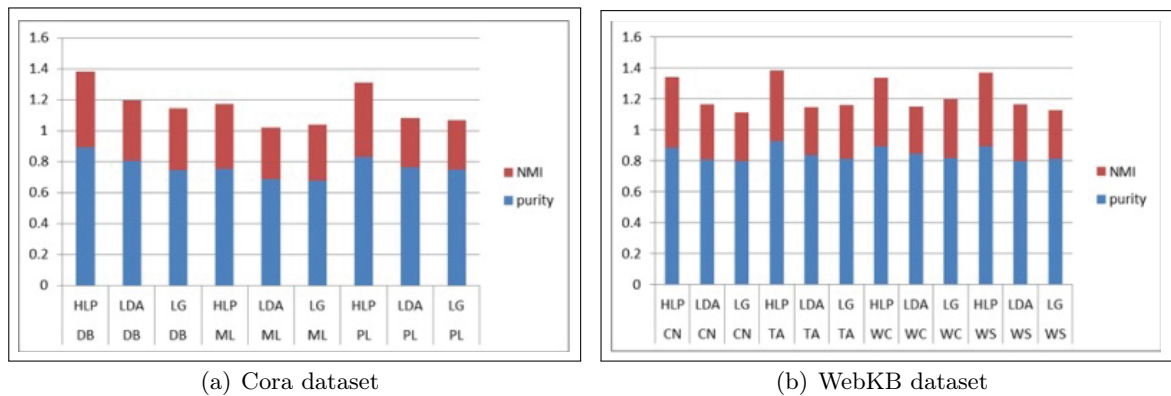 1.6
1.4
1.2
1
0.8
0.6
0.4
0.2
0
NMI
purity
HLP LDA LG HLP LDA LG HLP LDA LG
DB DB DB ML ML ML PL PL PL
(a) Cora dataset
1.6
1.4
1.2
1
0.8
0.6
0.4
0.2
0
NMI
purity
HLP LDA LG HLP LDA LG HLP LDA LG HLP LDA LG
CN CN CN TA TA TA WC WC WC WS WS WS
(b) WebKB dataset